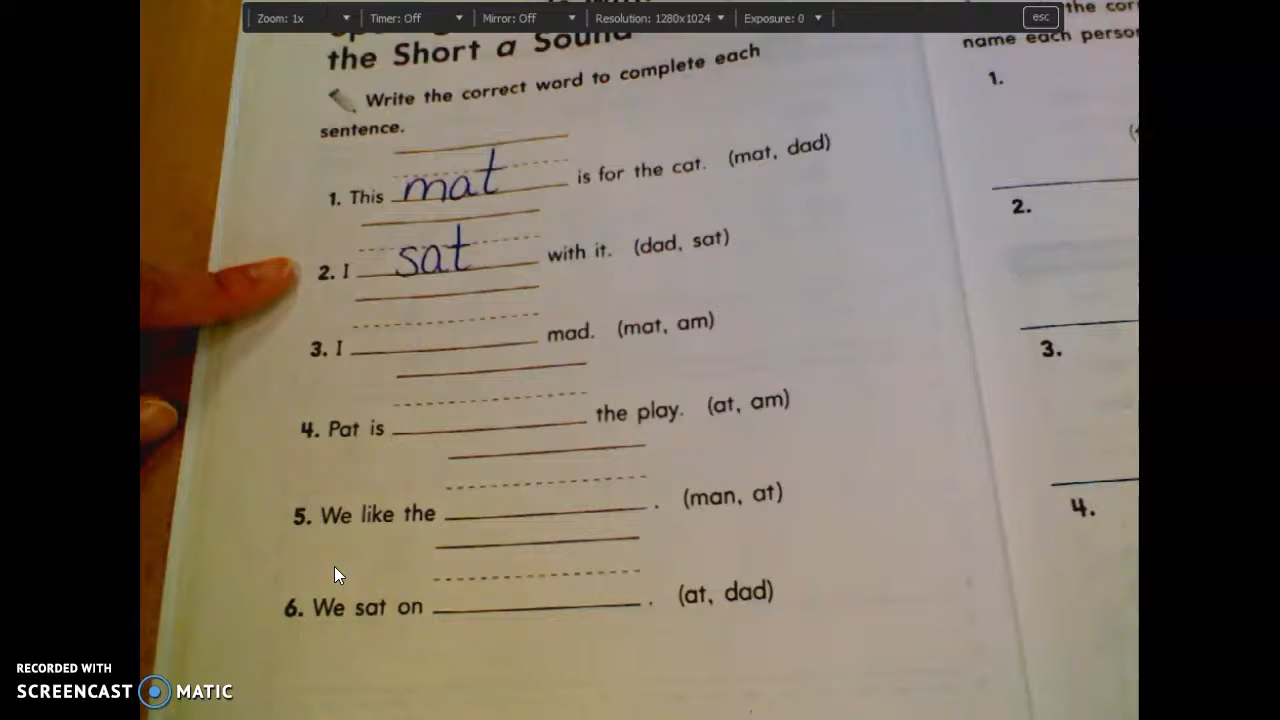 Zoom: 1x Timer: Off Mirror: Off Resolution: 1280x1024 Exposure: 0 esc
the Short a Sound
Write the correct word to complete each
sentence.
1. This mat is for the cat. (mat, dad)
2. I sat with it. (dad, sat)
3. I mad. (mat, am)
4. Pat is the play. (at, am)
5. We like the . (man, at)
6. We sat on . (at, dad)
the cor
name each perso
1.
2.
3.
4.
RECORDED WITH
SCREENCAST MATIC